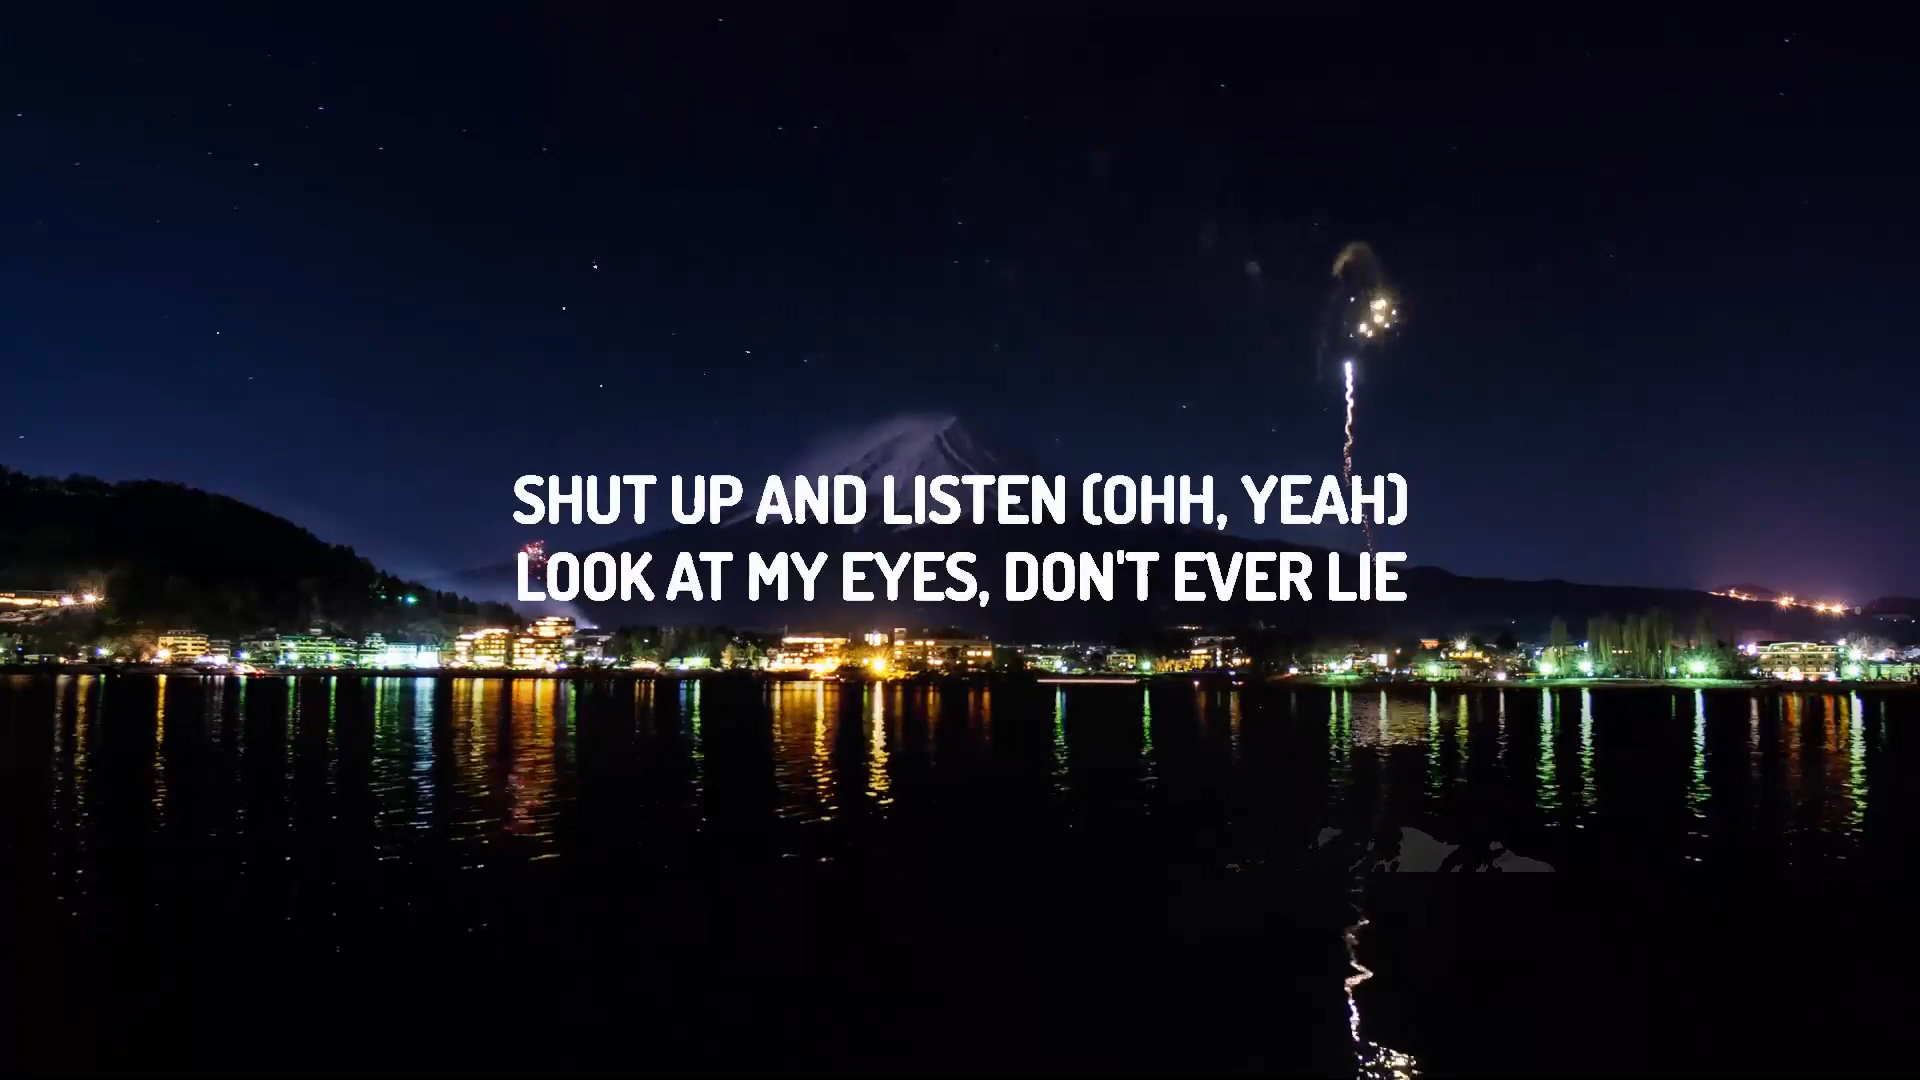 SHUT UP AND LISTEN (OHH, YEAH)
LOOK AT MY EYES, DON'T EVER LIE